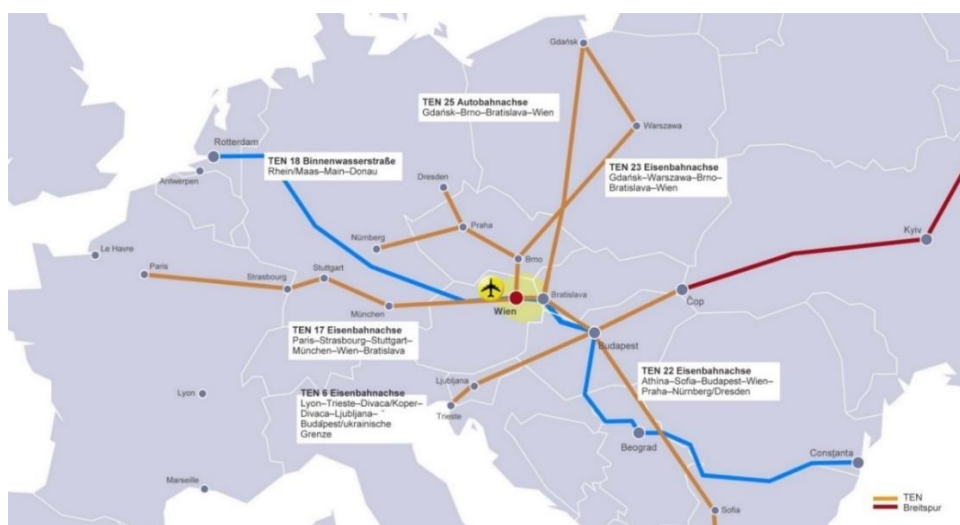 Gdańsk
TEN 25 Autobahnachse
Gdańsk–Brno–Bratislava–Wien
Warszawa
Rotterdam
TEN 18 Binnenwasserstraße
Rhein/Maas–Main–Donau
TEN 23 Eisenbahnachse
Gdańsk–Warszawa–Brno–
Bratislava–Wien
Antwerpen
Dresden
Praha
Nürnberg
Kyiv
Le Havre
Paris
Brno
Strasbourg
Stuttgart
Bratislava
Čop
München
Wien
TEN 17 Eisenbahnachse
Paris–Strasbourg–Stuttgart–
München–Wien–Bratislava
Budapest
TEN 22 Eisenbahnachse
Athína–Sofia–Budapest–Wien–
Praha–Nürnberg/Dresden
Ljubljana
Lyon
TEN 6 Eisenbahnachse
Lyon–Trieste–Divaca/Koper–
Divaca–Ljubljana–
Budapest/ukrainische
Grenze
Trieste
Beograd
Constanța
Marseille
Sofia
TEN
Breitspur